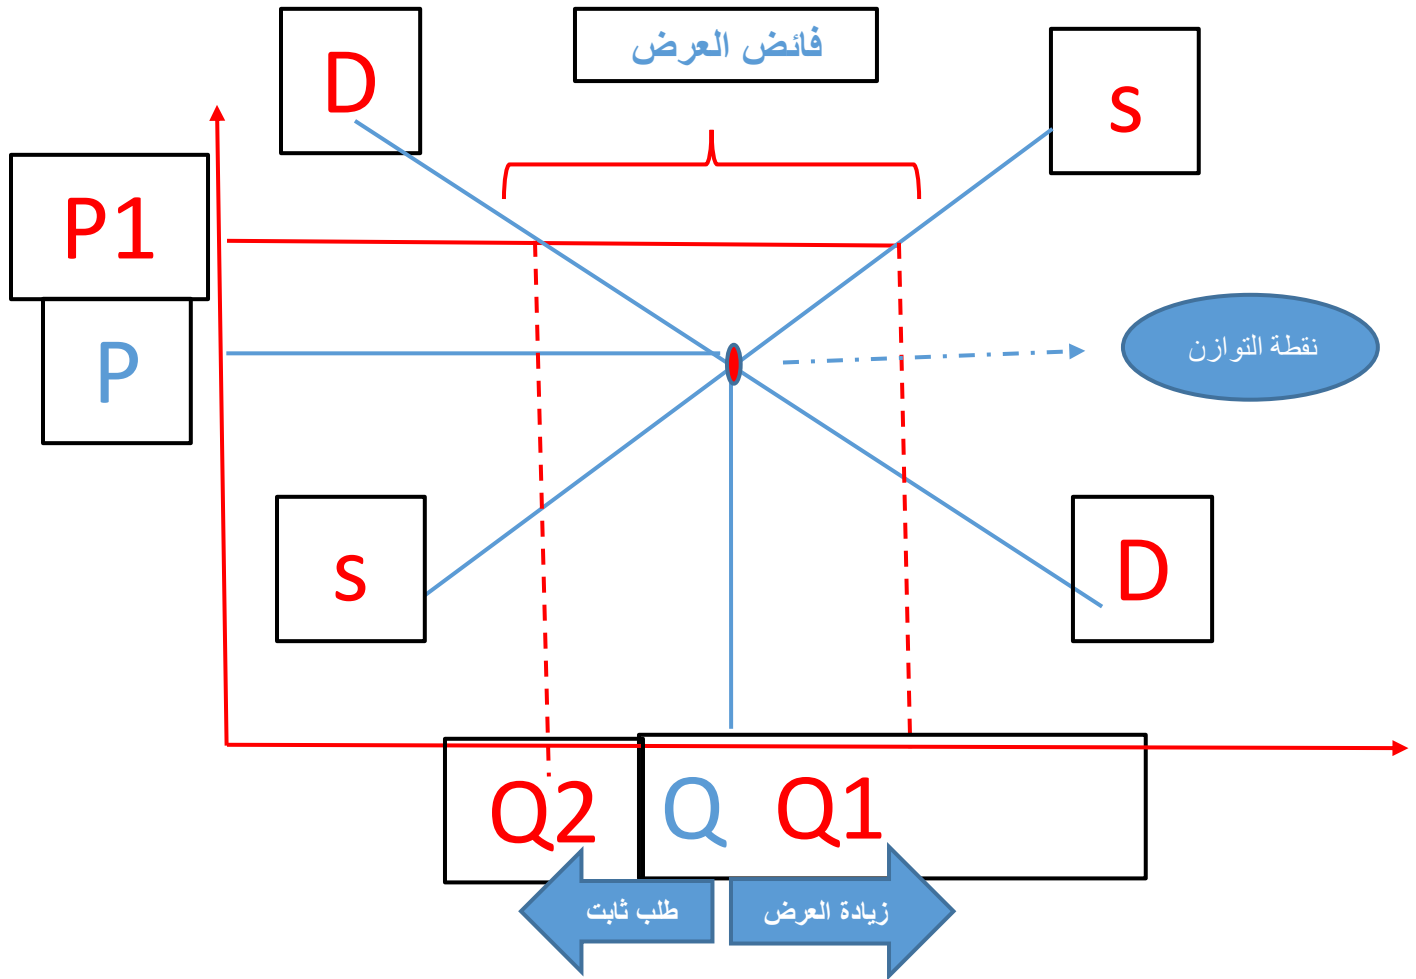 فائض العرض
D
s
P1
P
نقطة التوازن
s
D
Q2
Q Q1
طلب ثابت
زيادة العرض